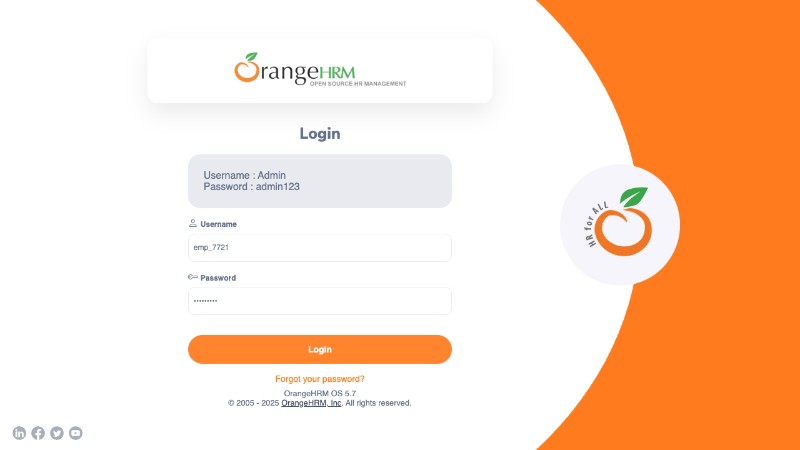 OrangeHRM
OPEN SOURCE HR MANAGEMENT
Login
Username : Admin
Password : admin123
Username
emp_7721
Password
•••••••••
Login
Forgot your password?
OrangeHRM OS 5.7
© 2005 - 2025 OrangeHRM, Inc. All rights reserved.
HR for ALL
in